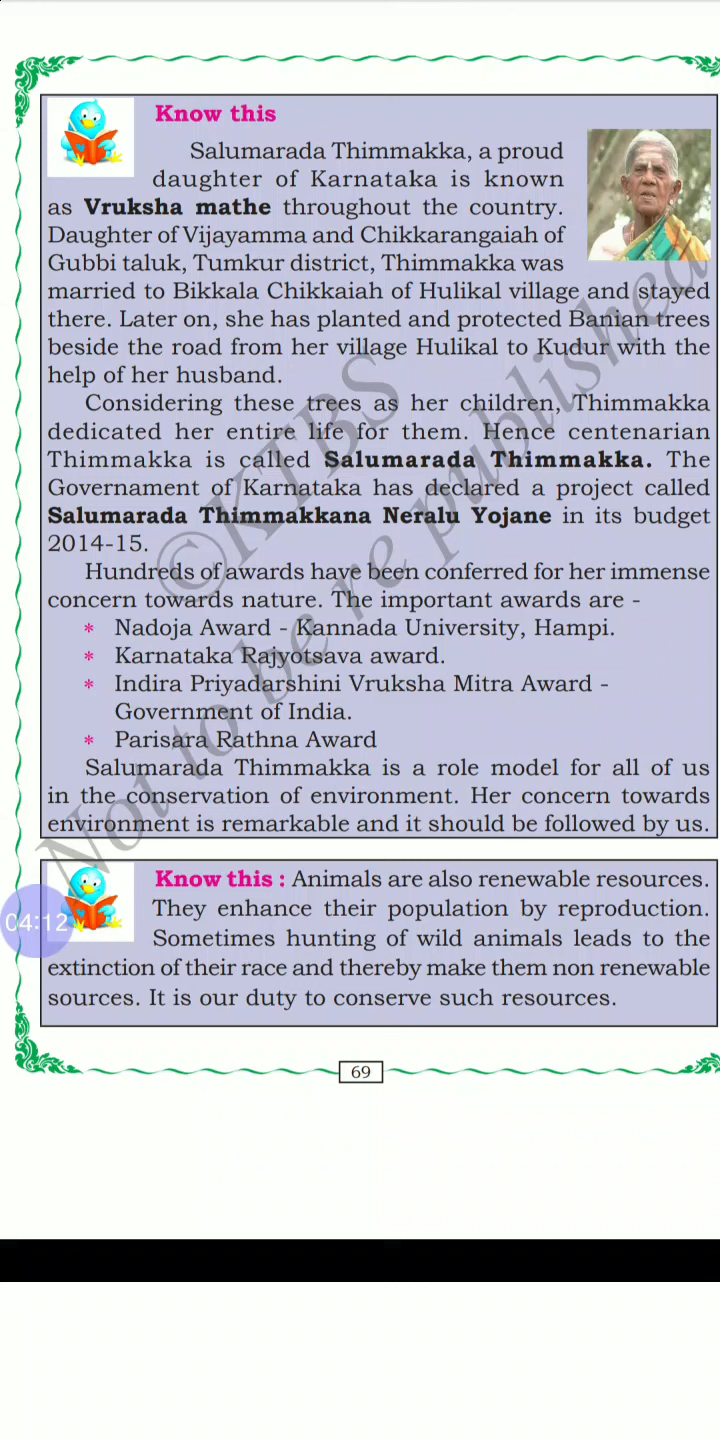 Know this
Salumarada Thimmakka, a proud
daughter of Karnataka is known
as Vruksha mathe throughout the country.
Daughter of Vijayamma and Chikkarangaiah of
Gubbi taluk, Tumkur district, Thimmakka was
married to Bikkala Chikkaiah of Hulikal village and stayed
there. Later on, she has planted and protected Banian trees
beside the road from her village Hulikal to Kudur with the
help of her husband.
Considering these trees as her children, Thimmakka
dedicated her entire life for them. Hence centenarian
Thimmakka is called Salumarada Thimmakka. The
Governament of Karnataka has declared a project called
Salumarada Thimmakkana Neralu Yojane in its budget
2014-15.
Hundreds of awards have been conferred for her immense
concern towards nature. The important awards are -
* Nadoja Award - Kannada University, Hampi.
* Karnataka Rajyotsava award.
* Indira Priyadarshini Vruksha Mitra Award -
Government of India.
* Parisara Rathna Award
Salumarada Thimmakka is a role model for all of us
in the conservation of environment. Her concern towards
environment is remarkable and it should be followed by us.
©KTBS
Not to be re published
Know this : Animals are also renewable resources.
They enhance their population by reproduction.
Sometimes hunting of wild animals leads to the
extinction of their race and thereby make them non renewable
sources. It is our duty to conserve such resources.
04:12
69